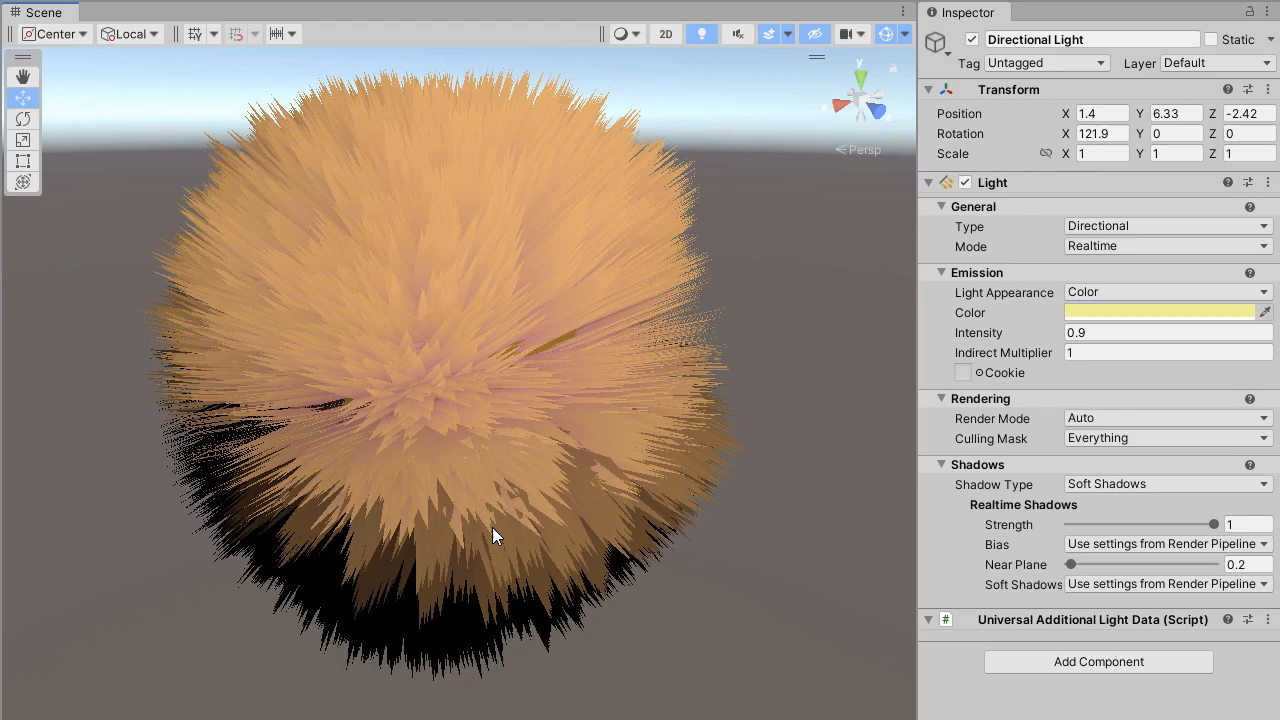 Scene
Center Local 2D
y
x
z
Persp
Inspector
Directional Light Static
Tag Untagged Layer Default
Transform
Position X 1.4 Y 6.33 Z -2.42
Rotation X 121.9 Y 0 Z 0
Scale X 1 Y 1 Z 1
Light
General
Type Directional
Mode Realtime
Emission
Light Appearance Color
Color
Intensity 0.9
Indirect Multiplier 1
Cookie
Rendering
Render Mode Auto
Culling Mask Everything
Shadows
Shadow Type Soft Shadows
Realtime Shadows
Strength 1
Bias Use settings from Render Pipeline
Near Plane 0.2
Soft Shadows Use settings from Render Pipeline
# Universal Additional Light Data (Script)
Add Component